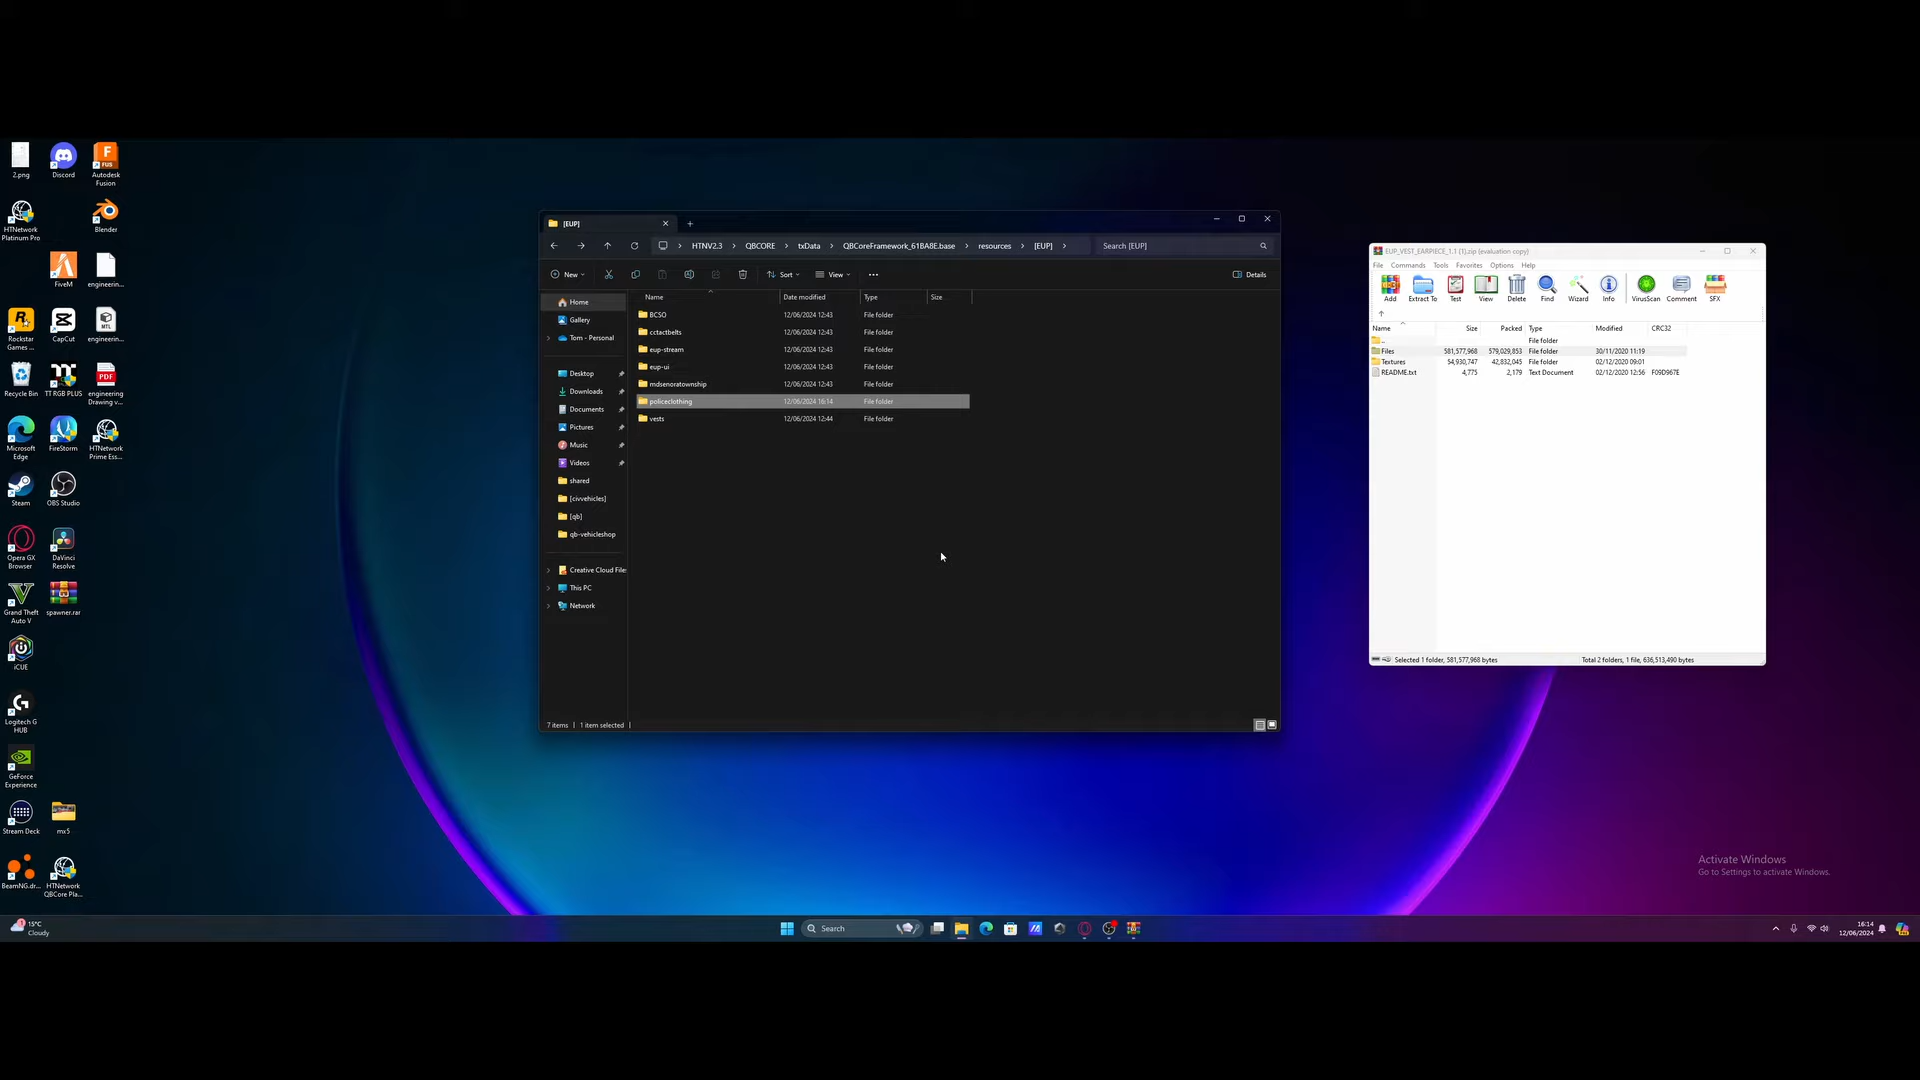 2.png
Discord
Autodesk
Fusion
HTNetwork
Platinum Pro
Blender
FiveM
engineerin...
Rockstar
Games ...
CapCut
engineerin...
Recycle Bin
TT RGB PLUS
engineering
Drawing v...
Microsoft
Edge
FireStorm
HTNetwork
Prime Ess...
Steam
OBS Studio
Opera GX
Browser
DaVinci
Resolve
Grand Theft
Auto V
spawner.rar
iCUE
Logitech G
HUB
GeForce
Experience
Stream Deck
mx5
BeamNG.dr...
HTNetwork
QBCore Pla...
[EUP]
HTNV2.3
QBCORE
txData
QBCoreFramework_61BA8E.base
resources
[EUP]
Search [EUP]
New
Sort
View
Details
Home
Gallery
Tom - Personal
Desktop
Downloads
Documents
Pictures
Music
Videos
shared
[civvehicles]
[qb]
qb-vehicleshop
Creative Cloud File
This PC
Network
Name Date modified Type Size
BCSO 12/06/2024 12:43 File folder
cctactbelts 12/06/2024 12:43 File folder
eup-stream 12/06/2024 12:43 File folder
eup-ui 12/06/2024 12:43 File folder
mdsenoratownship 12/06/2024 12:43 File folder
policeclothing 12/06/2024 16:14 File folder
vests 12/06/2024 12:44 File folder
7 items 1 item selected
EUP_VEST_EARPIECE_1.1 (1).zip (evaluation copy)
File Commands Tools Favorites Options Help
Add Extract To Test View Delete Find Wizard Info VirusScan Comment SFX
Name Size Packed Type Modified CRC32
.. File folder
Files 581,577,968 579,029,853 File folder 30/11/2020 11:19
Textures 54,930,747 42,832,045 File folder 02/12/2020 09:01
README.txt 4,775 2,179 Text Document 02/12/2020 12:56 F09D967E
Selected 1 folder, 581,577,968 bytes
Total 2 folders, 1 file, 636,513,490 bytes
Activate Windows
Go to Settings to activate Windows.
15°C
Cloudy
Search
16:14
12/06/2024